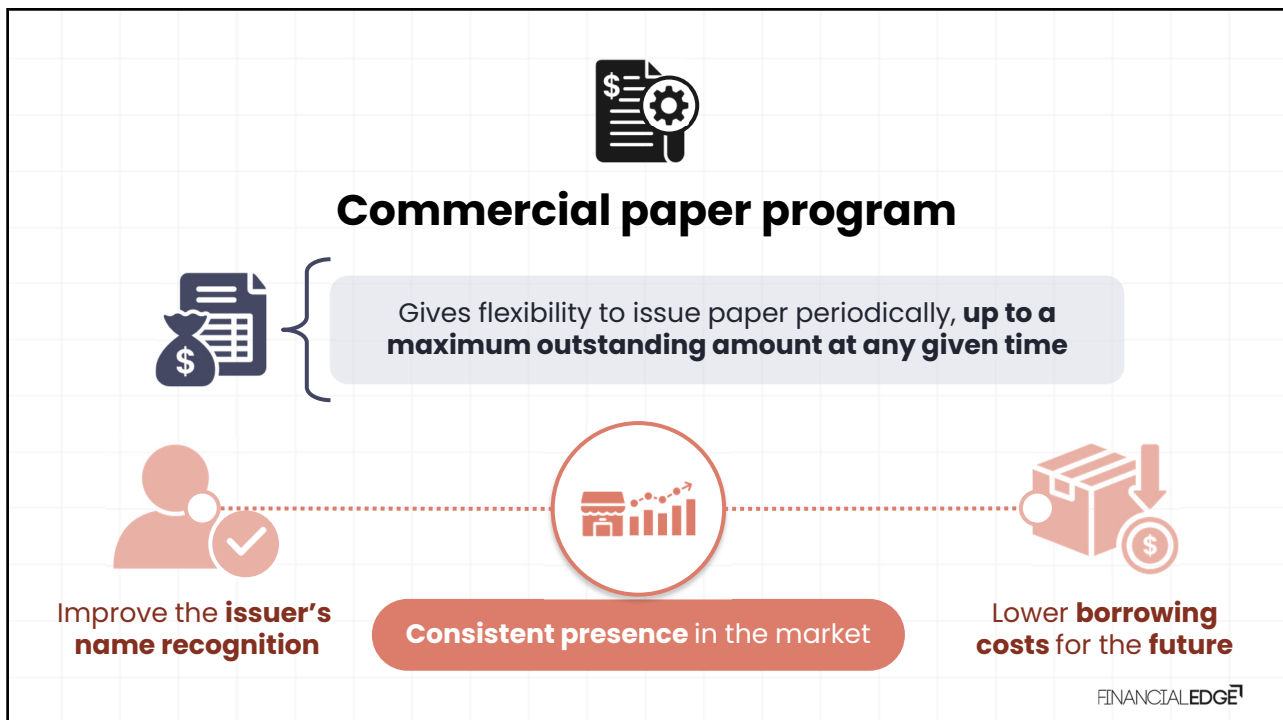 $
Commercial paper program
$
Gives flexibility to issue paper periodically, up to a
maximum outstanding amount at any given time
$
Improve the issuer's
name recognition
Consistent presence in the market
Lower borrowing
costs for the future
FINANCIALEDGE